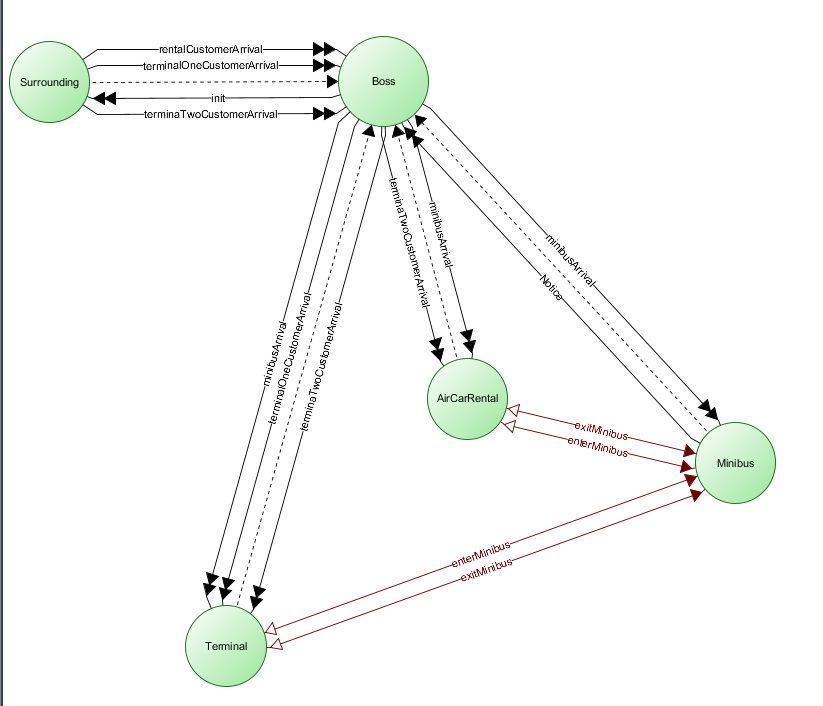 rentalCustomerArrival
terminalOneCustomerArrival
Surrounding
Boss
init
terminaTwoCustomerArrival
terminaTwoCustomerArrival
minibusArrival
minibusArrival
Notice
minibusArrival
terminalOneCustomerArrival
terminaTwoCustomerArrival
AirCarRental
exitMinibus
enterMinibus
Minibus
enterMinibus
exitMinibus
Terminal